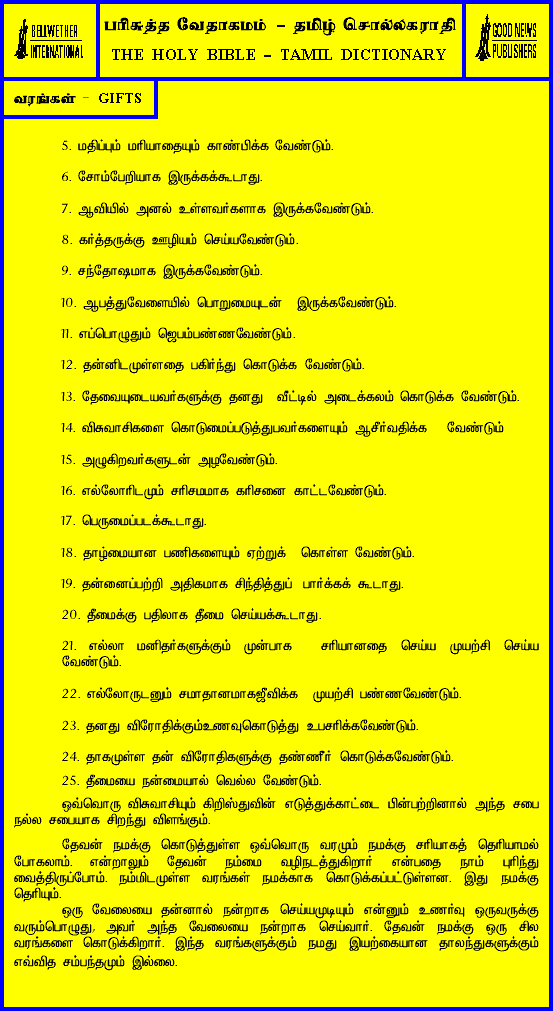 BELLWETHER
INTERNATIONAL
பரிசுத்த வேதாகமம் – தமிழ் சொல்லகராதி
THE HOLY BIBLE – TAMIL DICTIONARY
GOOD NEWS
PUBLISHERS
வரங்கள் – GIFTS
5. மதிப்பும் மரியாதையும் காண்பிக்க வேண்டும்.
6. சோம்பேறியாக இருக்கக்கூடாது.
7. ஆவியில் அனல் உள்ளவர்களாக இருக்கவேண்டும்.
8. கர்த்தருக்கு ஊழியம் செய்யவேண்டும்.
9. சந்தோஷமாக இருக்கவேண்டும்.
10. ஆபத்துவேளையில் பொறுமையுடன் இருக்கவேண்டும்.
11. எப்பொழுதும் ஜெபம்பண்ணவேண்டும்.
12. தன்னிடமுள்ளதை பகிர்ந்து கொடுக்க வேண்டும்.
13. தேவையுடையவர்களுக்கு தனது வீட்டில் அடைக்கலம் கொடுக்க வேண்டும்.
14. விசுவாசிகளை கொடுமைப்படுத்துபவர்களையும் ஆசீர்வதிக்க வேண்டும்
15. அழுகிறவர்களுடன் அழவேண்டும்.
16. எல்லோரிடமும் சரிசமமாக கரிசனை காட்டவேண்டும்.
17. பெருமைப்படக்கூடாது.
18. தாழ்மையான பணிகளையும் ஏற்றுக் கொள்ள வேண்டும்.
19. தன்னைப்பற்றி அதிகமாக சிந்தித்துப் பார்க்கக் கூடாது.
20. தீமைக்கு பதிலாக தீமை செய்யக்கூடாது.
21. எல்லா மனிதர்களுக்கும் முன்பாக சரியானதை செய்ய முயற்சி செய்ய
வேண்டும்.
22. எல்லோருடனும் சமாதானமாகஜீவிக்க முயற்சி பண்ணவேண்டும்.
23. தனது விரோதிக்கும்உணவுகொடுத்து உபசரிக்கவேண்டும்.
24. தாகமுள்ள தன் விரோதிகளுக்கு தண்ணீர் கொடுக்கவேண்டும்.
25. தீமையை நன்மையால் வெல்ல வேண்டும்.
ஒவ்வொரு விசுவாசியும் கிறிஸ்துவின் எடுத்துக்காட்டை பின்பற்றினால் அந்த சபை
நல்ல சபையாக சிறந்து விளங்கும்.
தேவன் நமக்கு கொடுத்துள்ள ஒவ்வொரு வரமும் நமக்கு சரியாகத் தெரியாமல்
போகலாம். என்றாலும் தேவன் நம்மை வழிநடத்துகிறார் என்பதை நாம் புரிந்து
வைத்திருப்போம். நம்மிடமுள்ள வரங்கள் நமக்காக கொடுக்கப்பட்டுள்ளன. இது நமக்கு
தெரியும்.
ஒரு வேலையை தன்னால் நன்றாக செய்யமுடியும் என்னும் உணர்வு ஒருவருக்கு
வரும்பொழுது, அவர் அந்த வேலையை நன்றாக செய்வார். தேவன் நமக்கு ஒரு சில
வரங்களை கொடுக்கிறார். இந்த வரங்களுக்கும் நமது இயற்கையான தாலந்துகளுக்கும்
எவ்வித சம்பந்தமும் இல்லை.